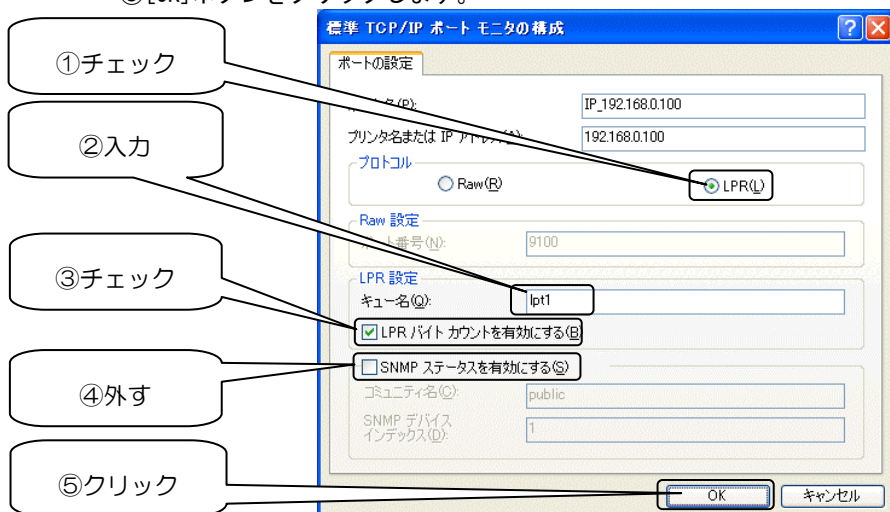 [OK]ボタンをクリックします。
標準 TCP/IP ポート モニタの構成
①チェック
ポートの設定
IP_192.168.0.100
②入力
プリンタ名または IP アドレス(A):
192.168.0.100
プロトコル
Raw(R)
LPR(L)
Raw 設定
ポート番号(N):
9100
③チェック
LPR 設定
キュー名(Q):
lpt1
LPR バイト カウントを有効にする(B)
④外す
SNMP ステータスを有効にする(S)
コミュニティ名(C):
public
SNMP デバイス
インデックス(D):
1
⑤クリック
OK
キャンセル